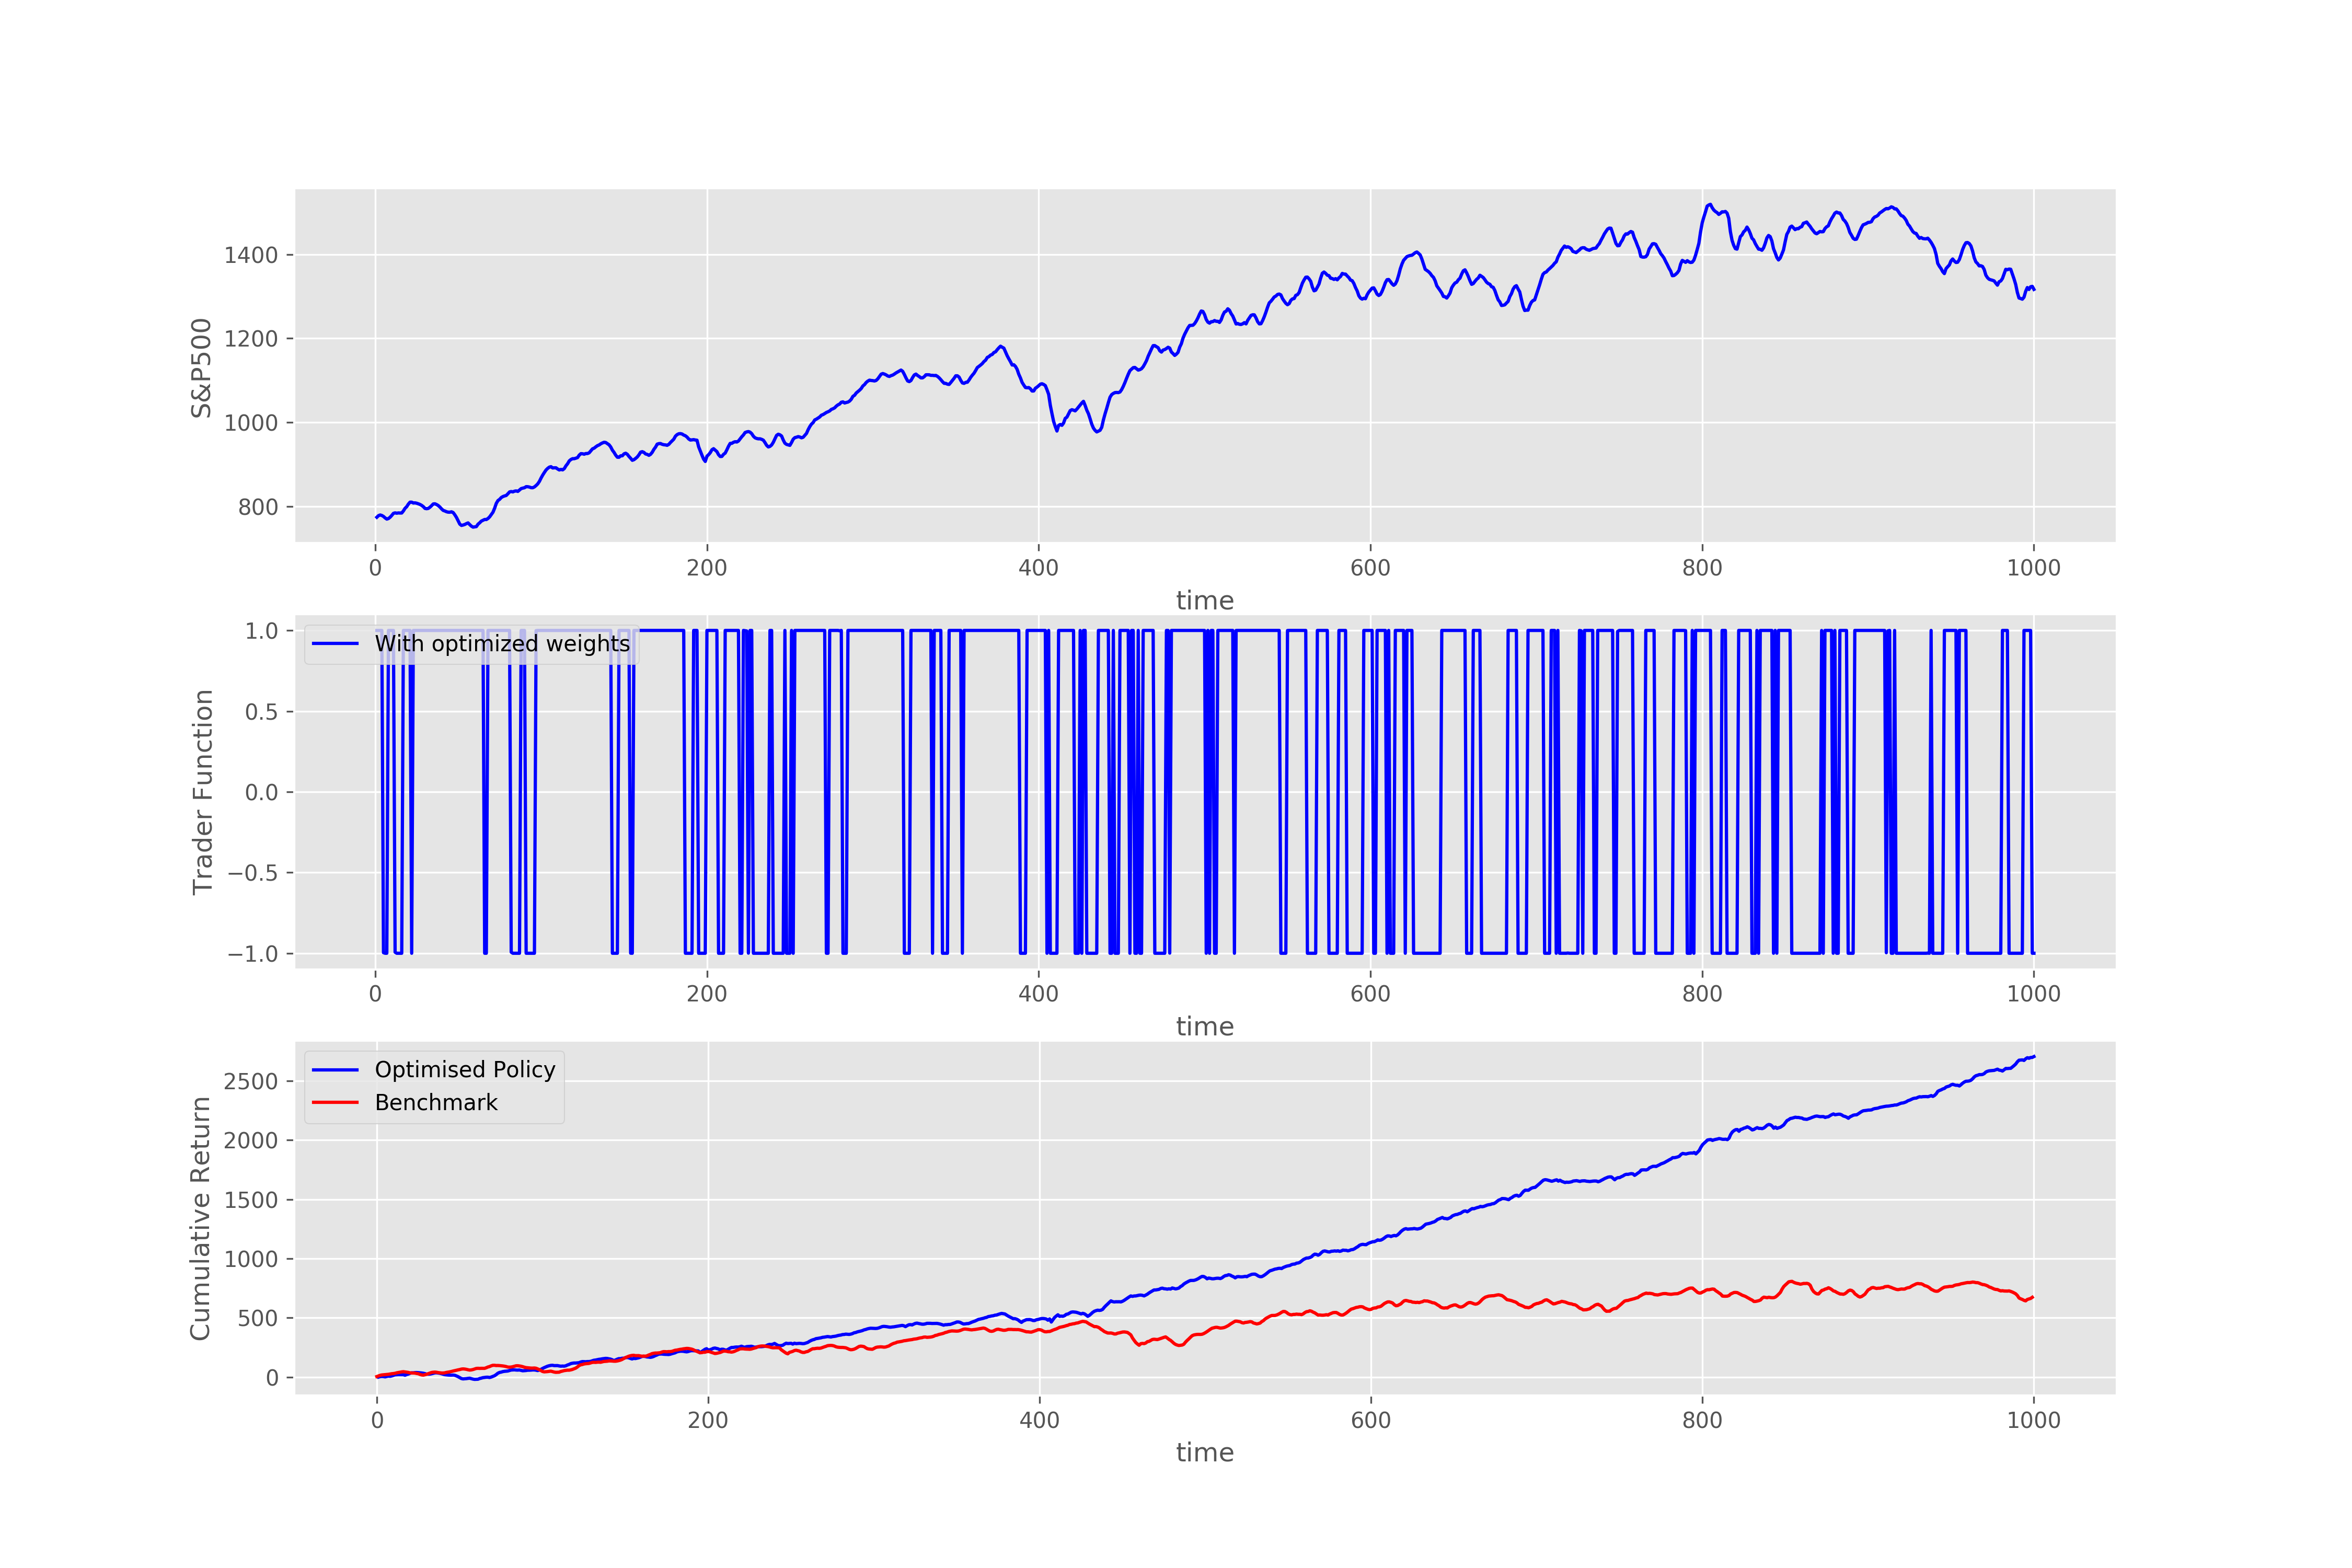 1400
1200
1000
800
S&P500
0 200 400 600 800 1000
time
With optimized weights
1.0
0.5
0.0
−0.5
−1.0
Trader Function
0 200 400 600 800 1000
time
Optimised Policy
Benchmark
2500
2000
1500
1000
500
0
Cumulative Return
0 200 400 600 800 1000
time